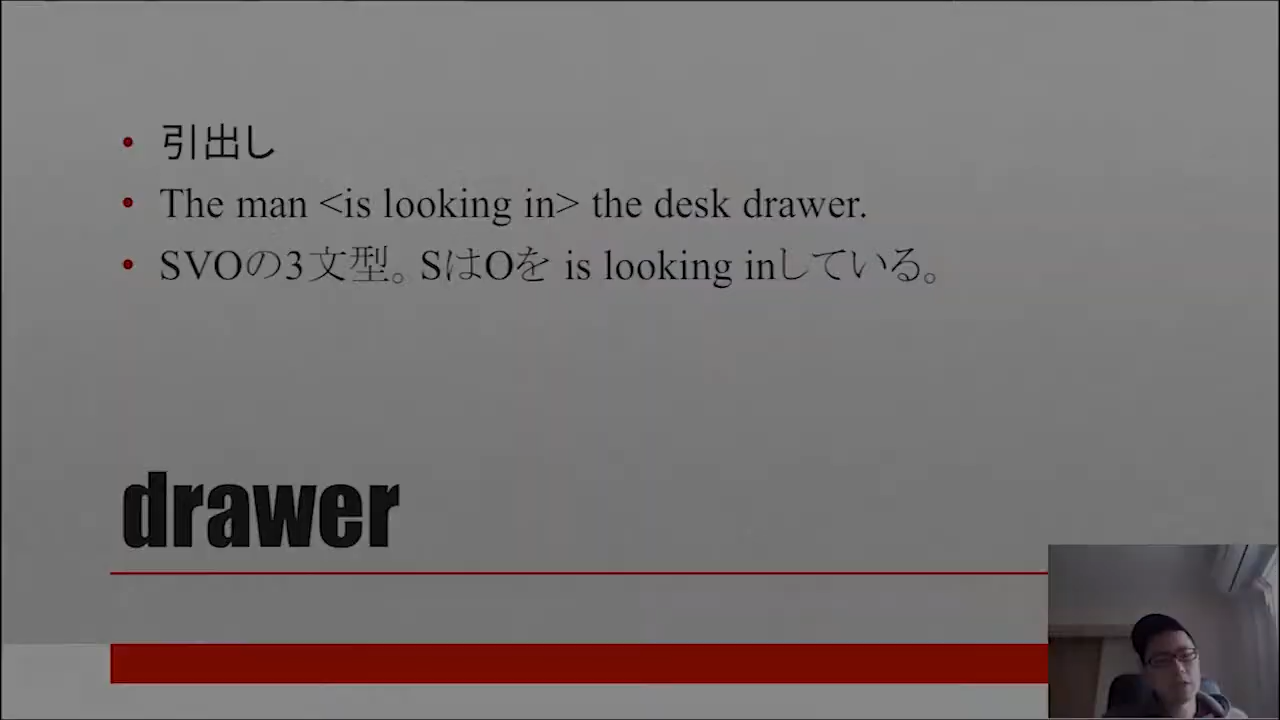 引出し
The man <is looking in> the desk drawer.
SVOの3文型。SはOを is looking inしている。
drawer